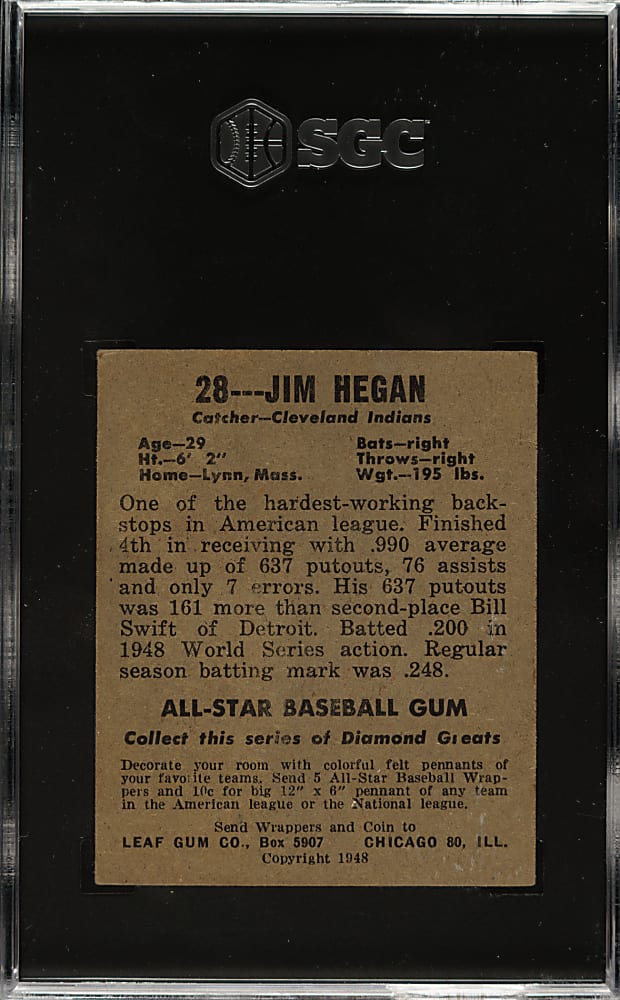 SGC
28---JIM HEGAN
Catcher—Cleveland Indians
Age—29 Bats—right
Ht.—6' 2" Throws—right
Home—Lynn, Mass. Wgt.—195 lbs.
One of the hardest-working back-
stops in American league. Finished
4th in receiving with .990 average
made up of 637 putouts, 76 assists
and only 7 errors. His 637 putouts
was 161 more than second-place Bill
Swift of Detroit. Batted .200 in
1948 World Series action. Regular
season batting mark was .248.
ALL-STAR BASEBALL GUM
Collect this series of Diamond Greats
Decorate your room with colorful felt pennants of
your favorite teams. Send 5 All-Star Baseball Wrap-
pers and 10c for big 12" x 6" pennant of any team
in the American league or the National league.
Send Wrappers and Coin to
LEAF GUM CO., Box 5907 CHICAGO 80, ILL.
Copyright 1948